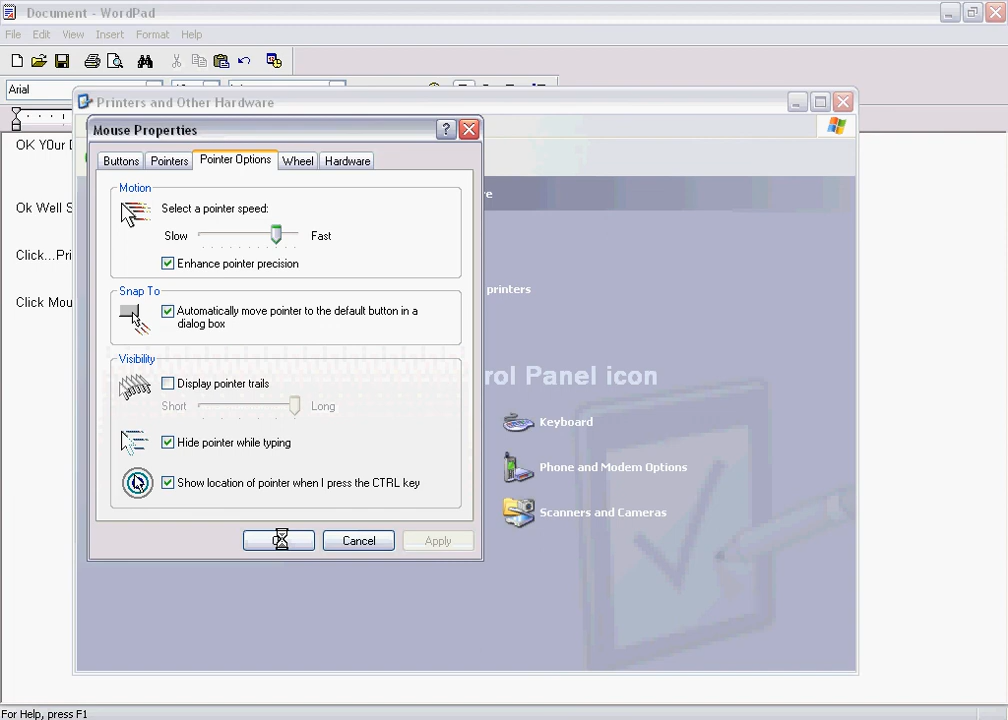 Document - WordPad
File Edit View Insert Format Help
Arial
Printers and Other Hardware
OK Y0ur
Ok Well S
Click...Pri
Click Mou
Mouse Properties
Buttons Pointers Pointer Options Wheel Hardware
Motion
Select a pointer speed:
Slow Fast
Enhance pointer precision
Snap To
Automatically move pointer to the default button in a
dialog box
Visibility
Display pointer trails
Short Long
Hide pointer while typing
Show location of pointer when I press the CTRL key
Cancel Apply
printers
rol Panel icon
Keyboard
Phone and Modem Options
Scanners and Cameras
For Help, press F1